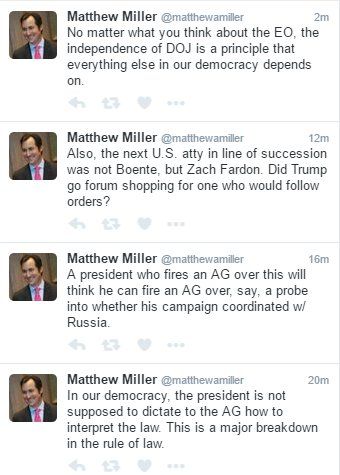 Matthew Miller @matthewamiller 2m
No matter what you think about the EO, the
independence of DOJ is a principle that
everything else in our democracy depends
on.
Matthew Miller @matthewamiller 12m
Also, the next U.S. atty in line of succession
was not Boente, but Zach Fardon. Did Trump
go forum shopping for one who would follow
orders?
Matthew Miller @matthewamiller 16m
A president who fires an AG over this will
think he can fire an AG over, say, a probe
into whether his campaign coordinated w/
Russia.
Matthew Miller @matthewamiller 20m
In our democracy, the president is not
supposed to dictate to the AG how to
interpret the law. This is a major breakdown
in the rule of law.